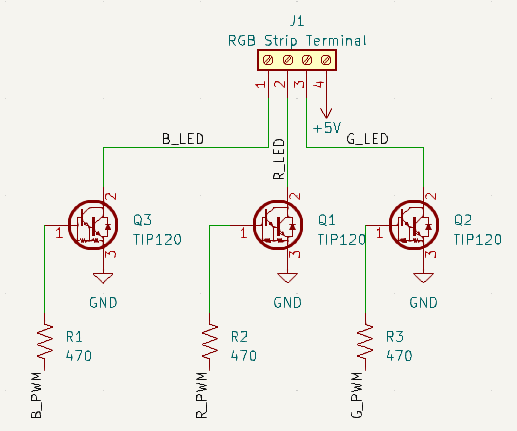 J1
RGB Strip Terminal
1 2 3 4
+5V
B_LED
R_LED
G_LED
2
Q3
TIP120
1
3
GND
2
Q1
TIP120
1
3
GND
2
Q2
TIP120
1
3
GND
R1
470
B_PWM
R2
470
R_PWM
R3
470
G_PWM